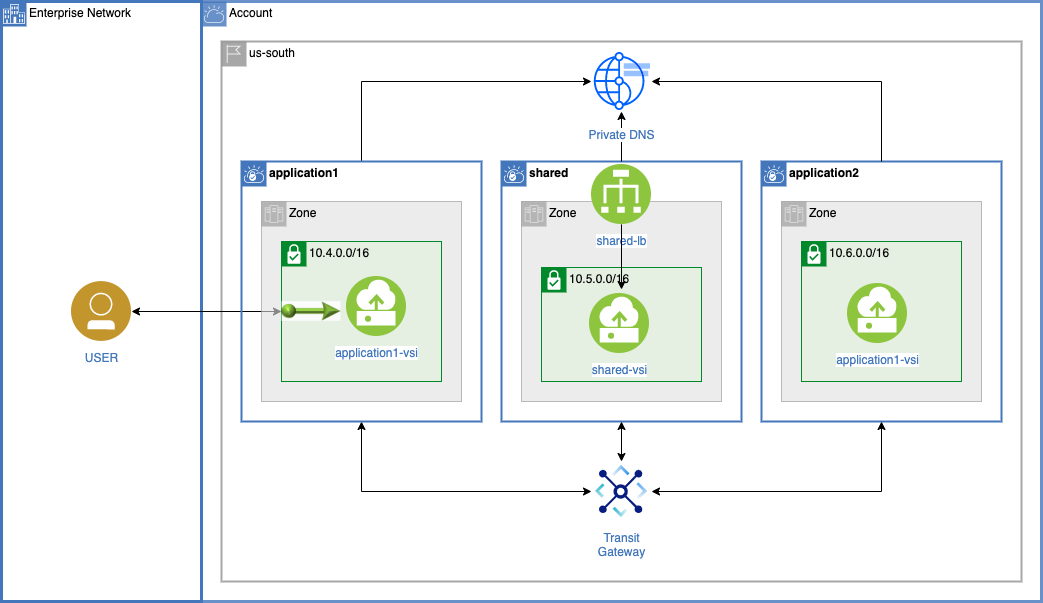 Enterprise Network
Account
us-south
Private DNS
application1
shared
application2
Zone
Zone
Zone
shared-lb
10.4.0.0/16
10.5.0.0/16
10.6.0.0/16
USER
application1-vsi
shared-vsi
application1-vsi
Transit
Gateway